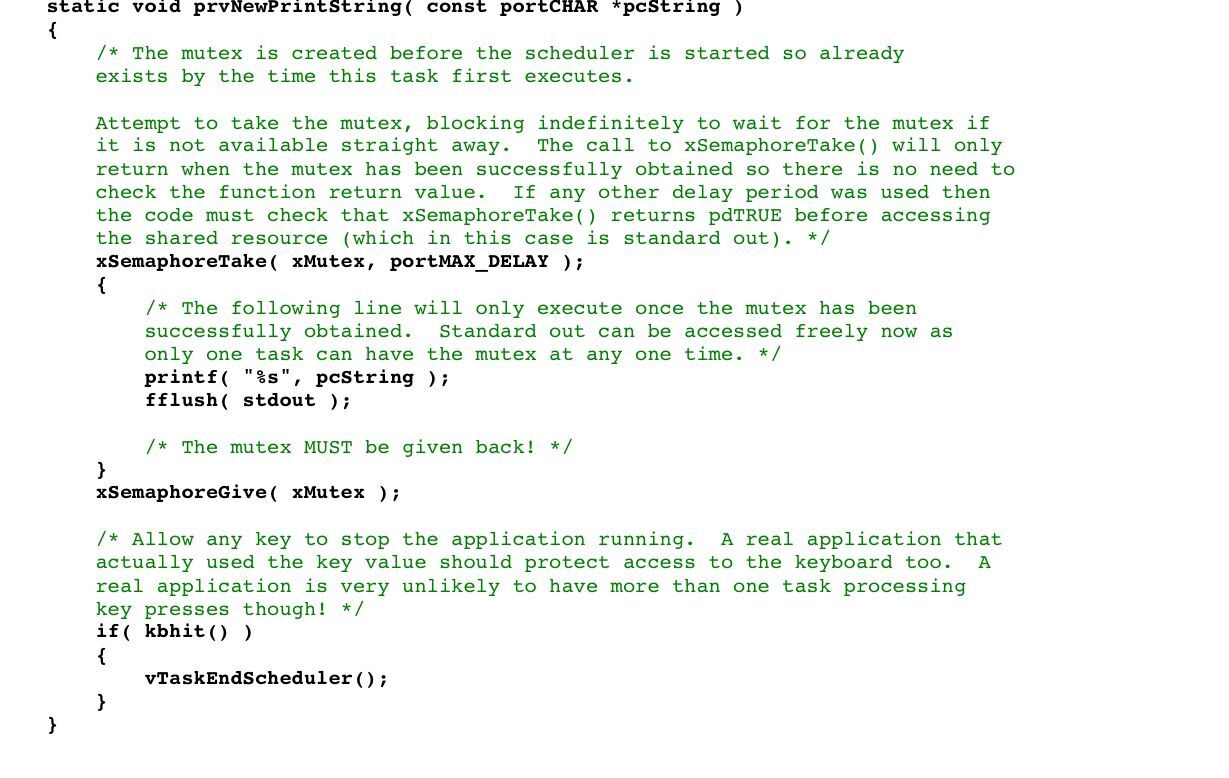 static void prvNewPrintString( const portCHAR *pcString )
{
/* The mutex is created before the scheduler is started so already
exists by the time this task first executes.
Attempt to take the mutex, blocking indefinitely to wait for the mutex if
it is not available straight away.  The call to xSemaphoreTake() will only
return when the mutex has been successfully obtained so there is no need to
check the function return value.  If any other delay period was used then
the code must check that xSemaphoreTake() returns pdTRUE before accessing
the shared resource (which in this case is standard out). */
xSemaphoreTake( xMutex, portMAX_DELAY );
{
/* The following line will only execute once the mutex has been
successfully obtained.  Standard out can be accessed freely now as
only one task can have the mutex at any one time. */
printf( "%s", pcString );
fflush( stdout );
/* The mutex MUST be given back! */
}
xSemaphoreGive( xMutex );
/* Allow any key to stop the application running.  A real application that
actually used the key value should protect access to the keyboard too.  A
real application is very unlikely to have more than one task processing
key presses though! */
if( kbhit() )
{
vTaskEndScheduler();
}
}